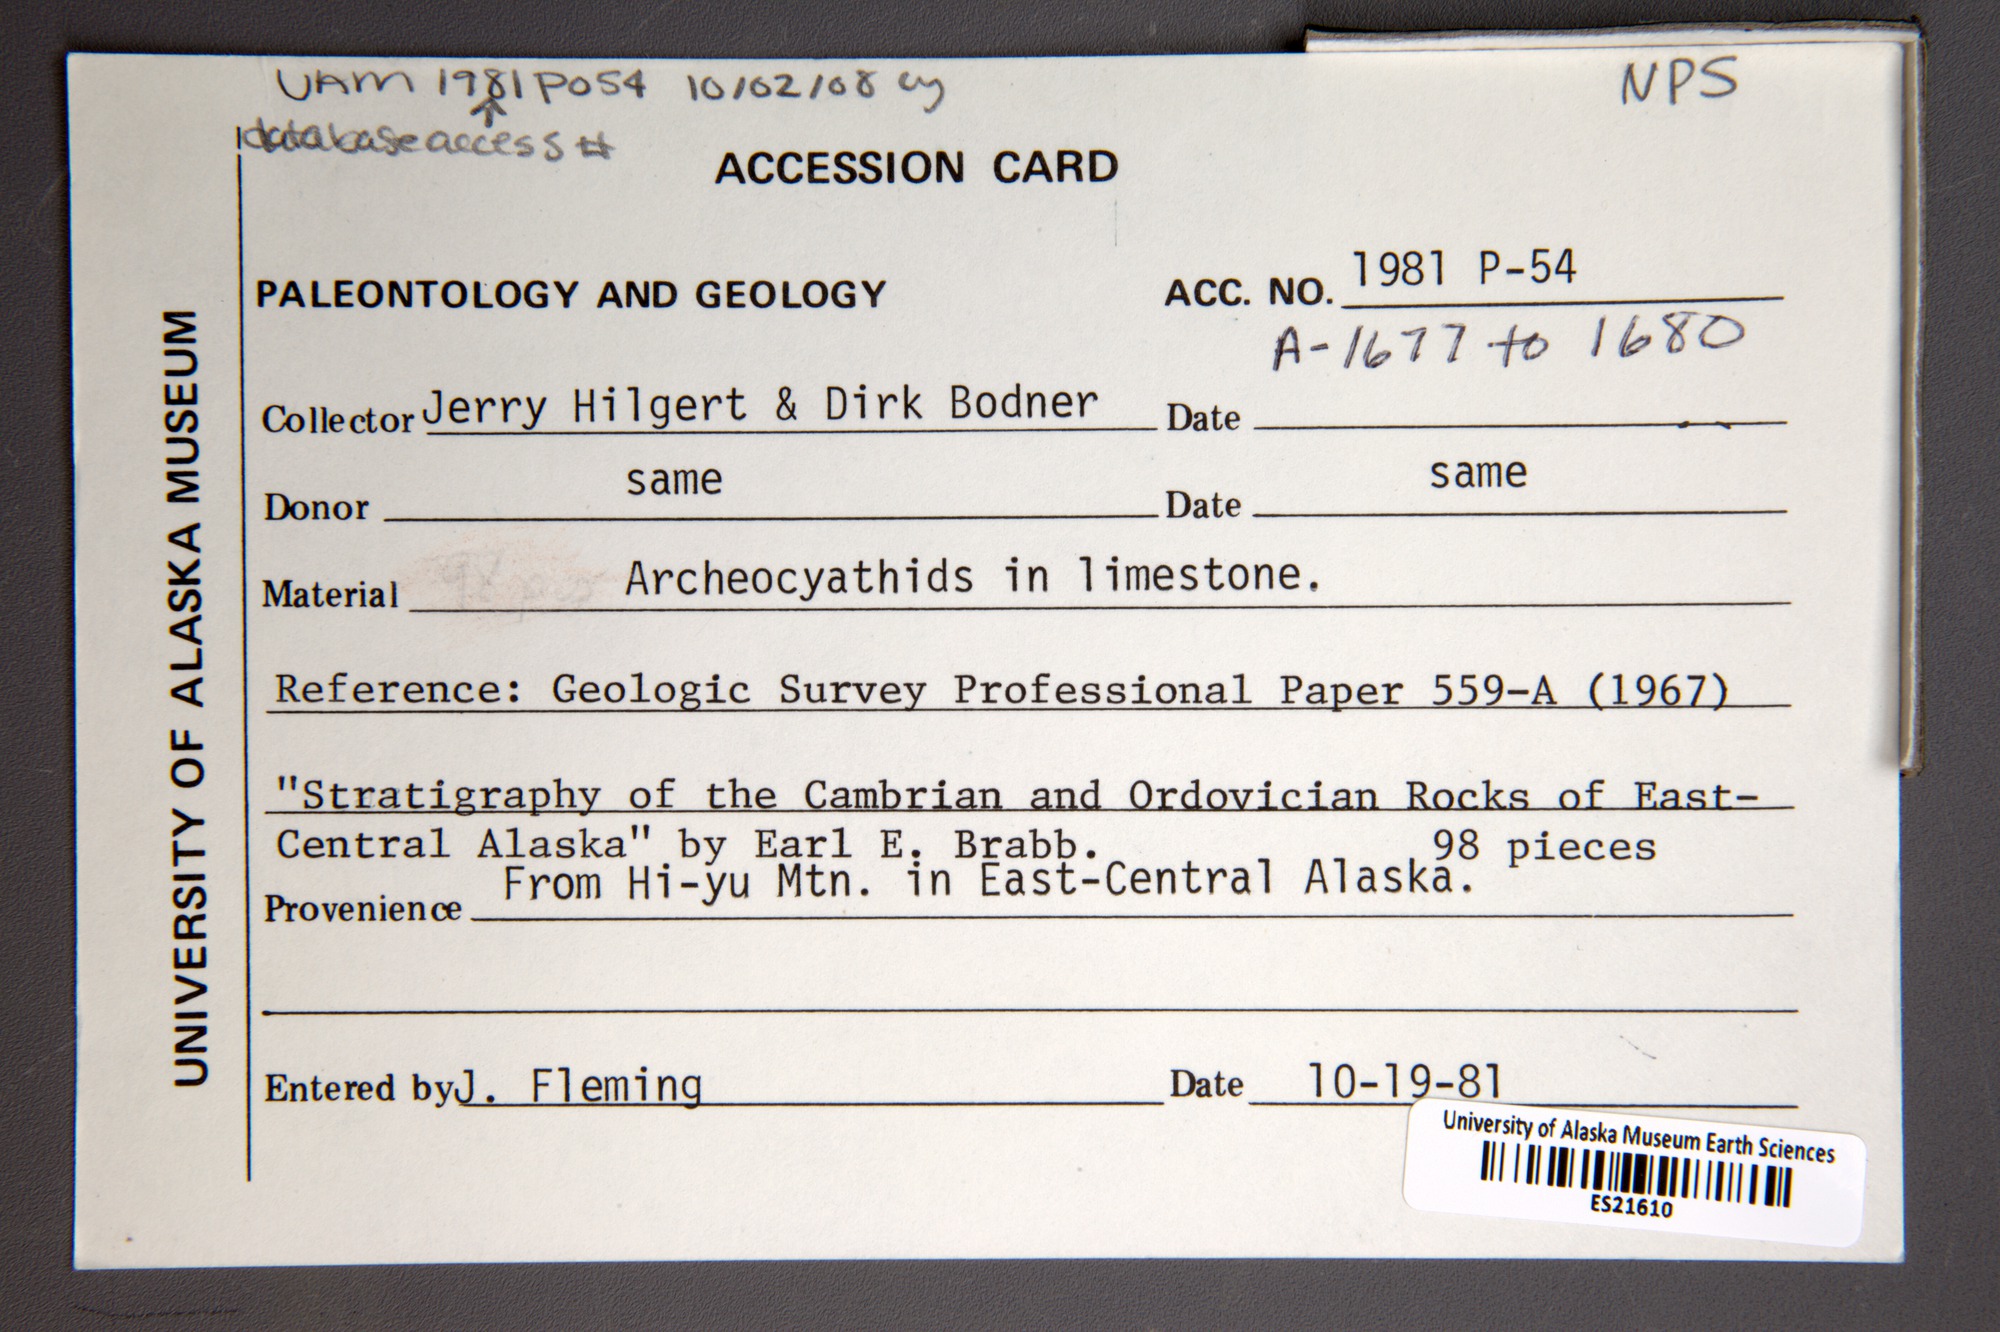 UAM 1981P054 10/02/08 cy
NPS
database access #
ACCESSION CARD
UNIVERSITY OF ALASKA MUSEUM
PALEONTOLOGY AND GEOLOGY ACC. NO. 1981 P-54
A-1677 to 1680
Collector Jerry Hilgert & Dirk Bodner Date
Donor same Date same
Material Archeocyathids in limestone.
Reference: Geologic Survey Professional Paper 559-A (1967)
"Stratigraphy of the Cambrian and Ordovician Rocks of East-
Central Alaska" by Earl E. Brabb. 98 pieces
Provenience From Hi-yu Mtn. in East-Central Alaska.
Entered by J. Fleming Date 10-19-81
University of Alaska Museum Earth Sciences
ES21610